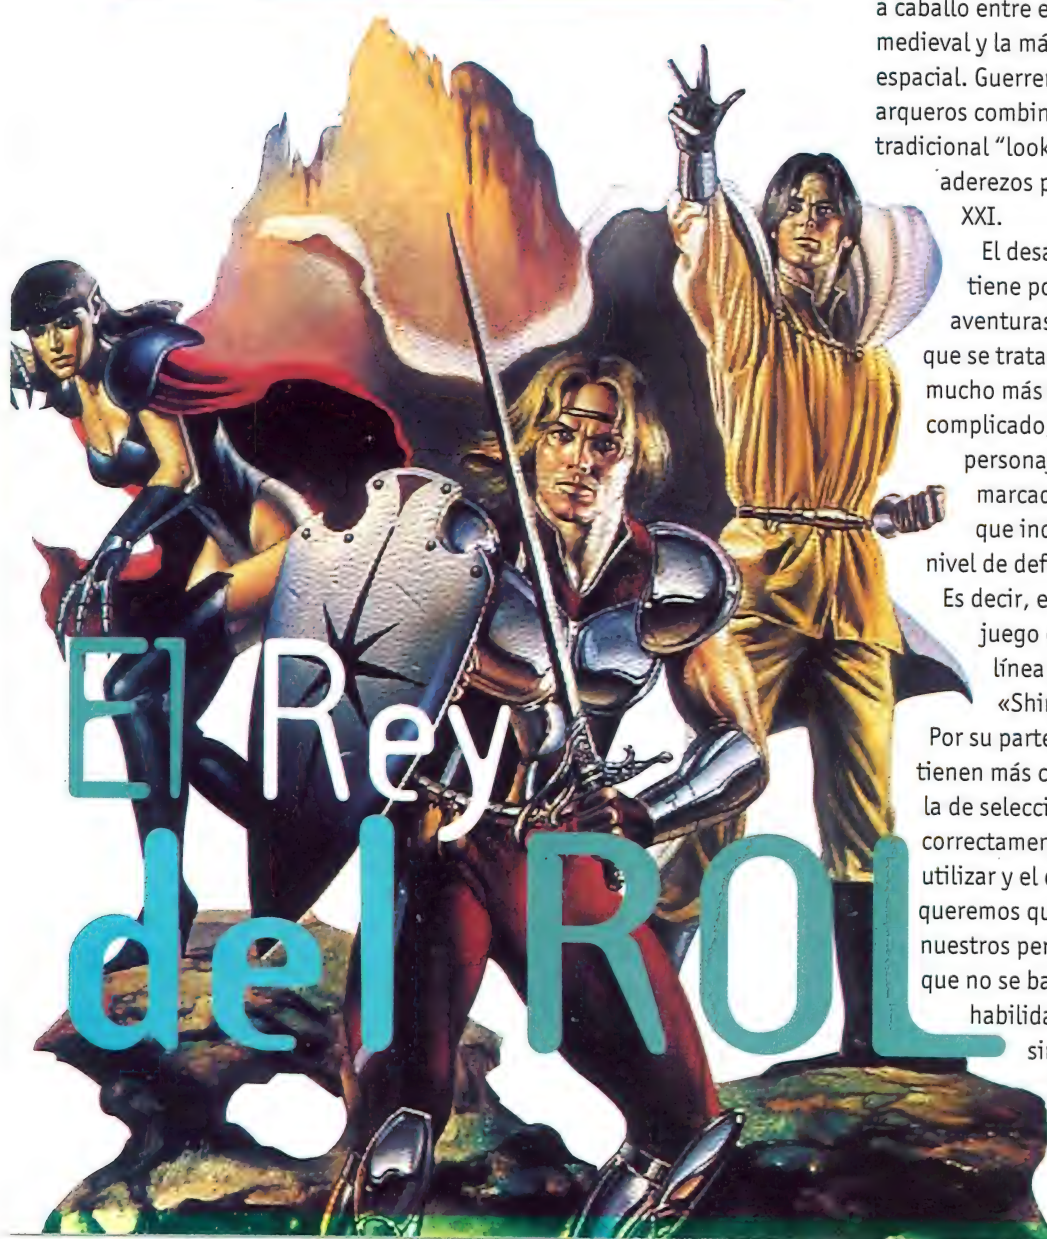 a caballo entre e
medieval y la má
espacial. Guerrer
arqueros combin
tradicional "look
aderezos p
XXI.
El desa
tiene po
aventuras
que se trata
mucho más
complicado
persona
marcad
que ind
nivel de def
Es decir, e
juego
línea
«Shin
Por su parte
tienen más c
la de selecci
correctamen
utilizar y el
queremos qu
nuestros per
que no se ba
habilida
sin
El Rey
del ROL